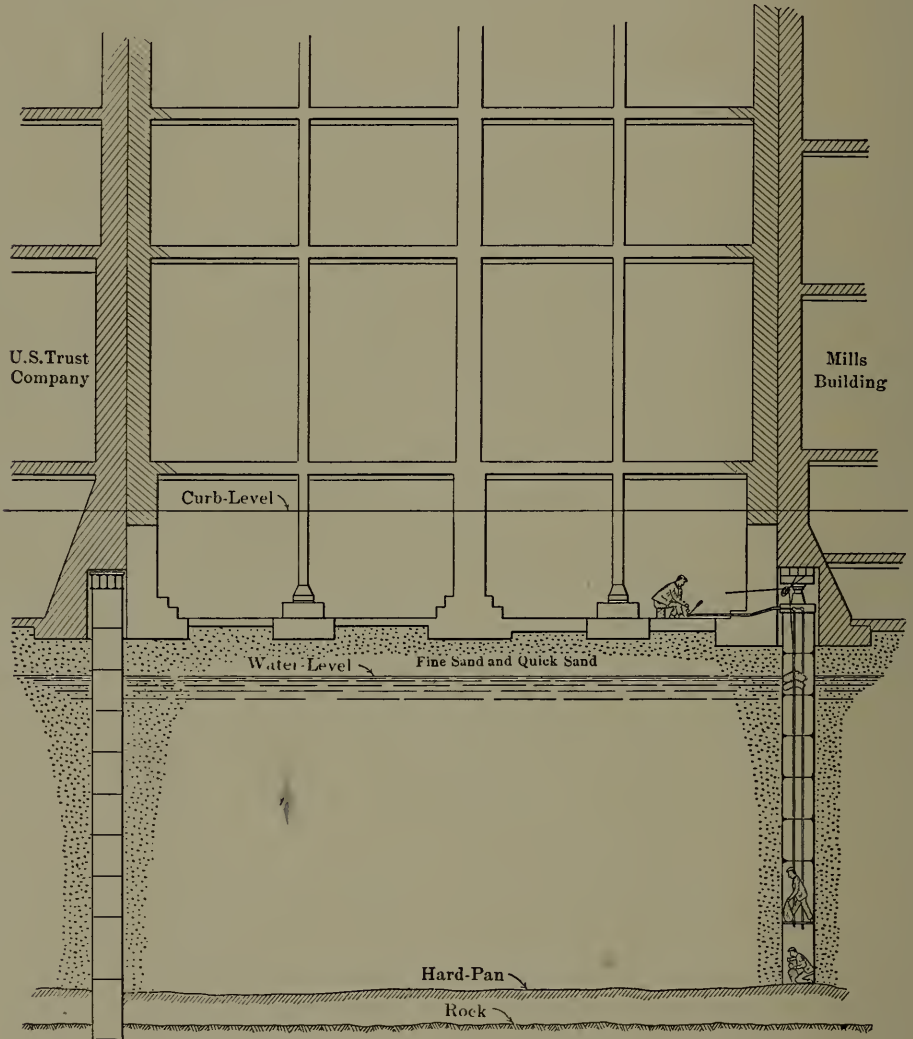 U.S.Trust
Company
Mills
Building
Curb-Level
Water-Level
Fine Sand and Quick Sand
Hard-Pan
Rock